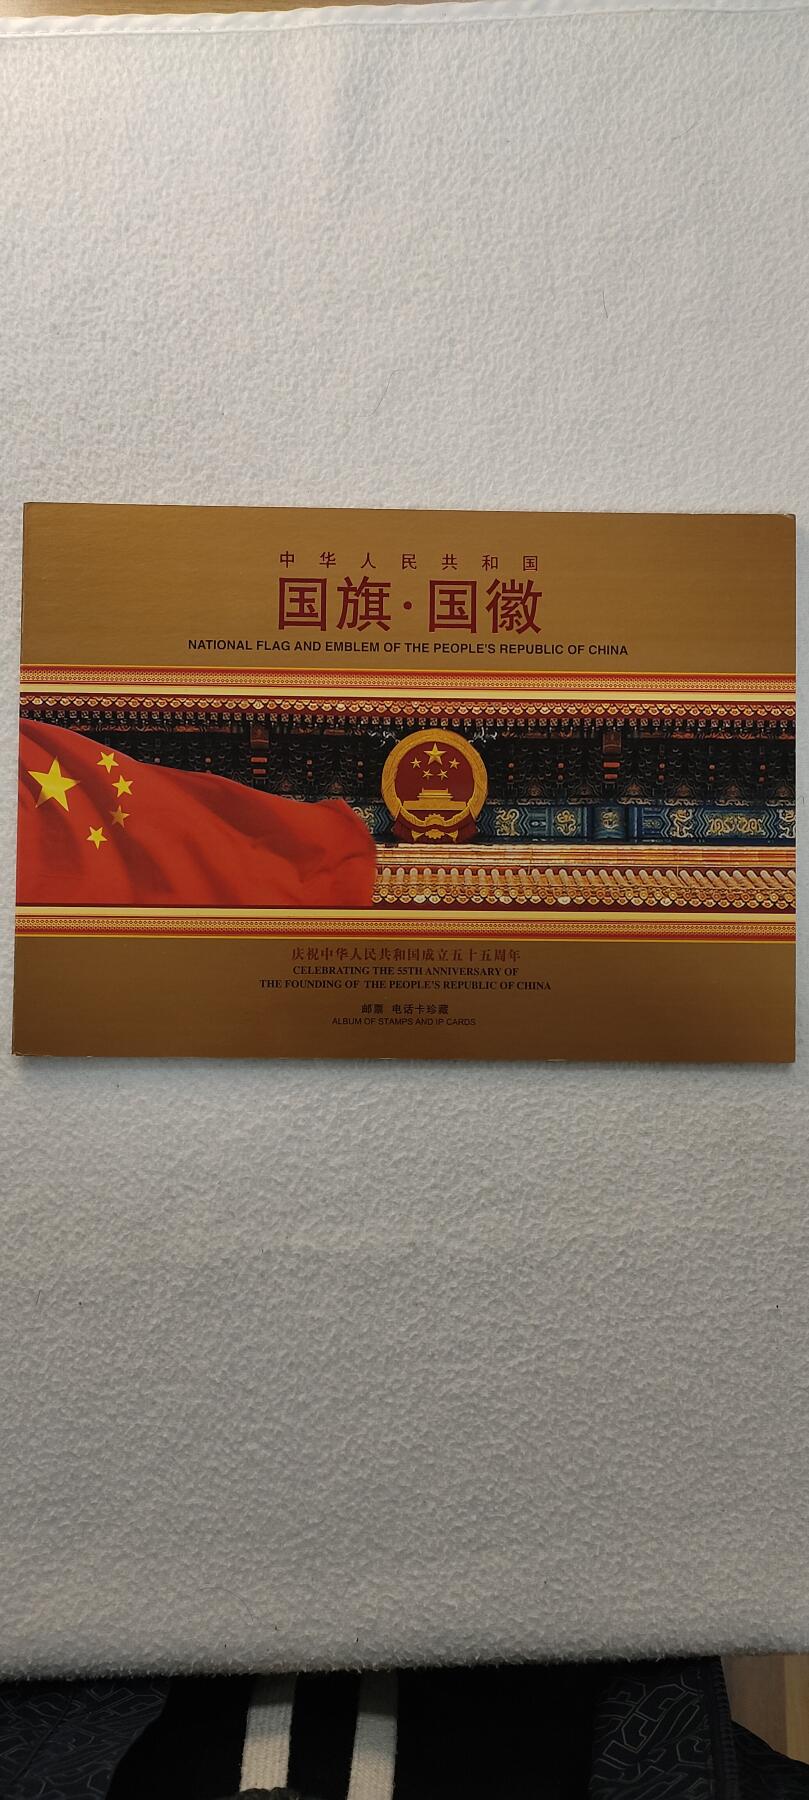 中华人民共和国
国旗·国徽
NATIONAL FLAG AND EMBLEM OF THE PEOPLE'S REPUBLIC OF CHINA
庆祝中华人民共和国成立五十五周年
CELEBRATING THE 55TH ANNIVERSARY OF
THE FOUNDING OF THE PEOPLE'S REPUBLIC OF CHINA
邮票 电话卡珍藏
ALBUM OF STAMPS AND IP CARDS